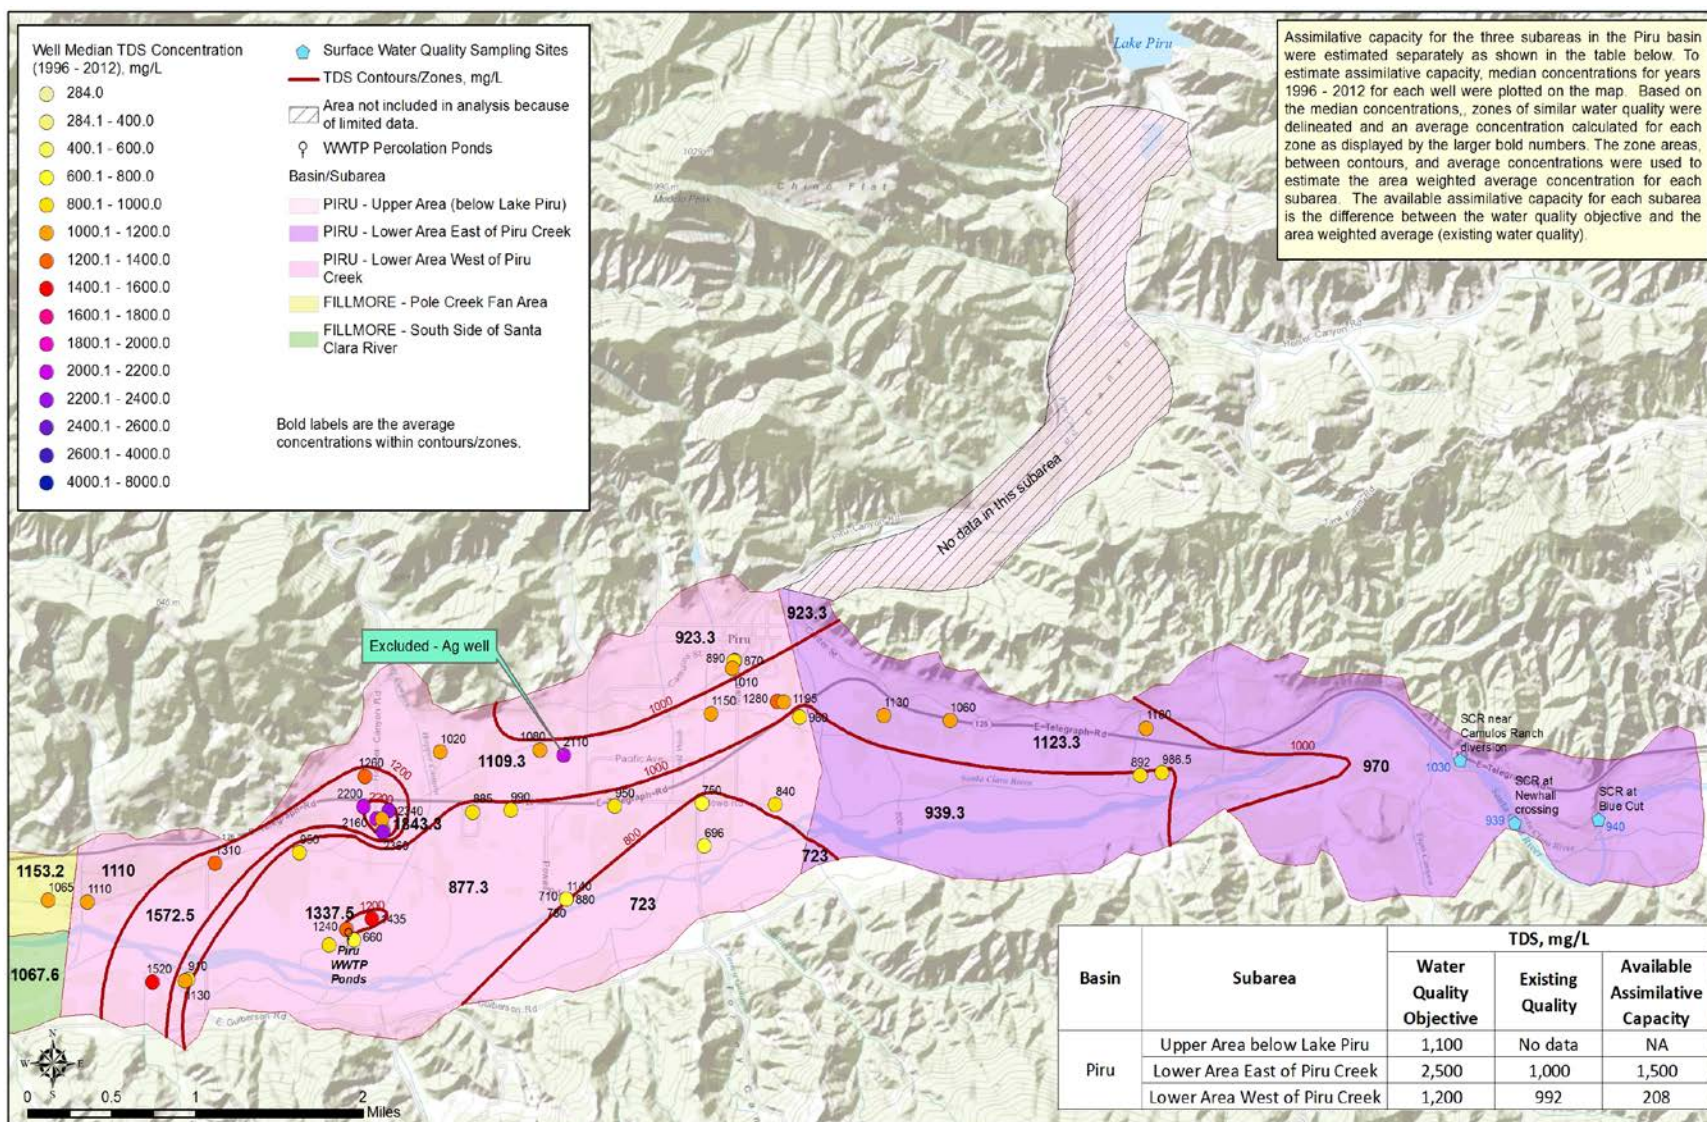 Well Median TDS Concentration
(1996 - 2012), mg/L
284.0
284.1 - 400.0
400.1 - 600.0
600.1 - 800.0
800.1 - 1000.0
1000.1 - 1200.0
1200.1 - 1400.0
1400.1 - 1600.0
1600.1 - 1800.0
1800.1 - 2000.0
2000.1 - 2200.0
2200.1 - 2400.0
2400.1 - 2600.0
2600.1 - 4000.0
4000.1 - 8000.0
Surface Water Quality Sampling Sites
TDS Contours/Zones, mg/L
Area not included in analysis because
of limited data.
WWTP Percolation Ponds
Basin/Subarea
PIRU - Upper Area (below Lake Piru)
PIRU - Lower Area East of Piru Creek
PIRU - Lower Area West of Piru
Creek
FILLMORE - Pole Creek Fan Area
FILLMORE - South Side of Santa
Clara River
Bold labels are the average
concentrations within contours/zones.
Assimilative capacity for the three subareas in the Piru basin
were estimated separately as shown in the table below. To
estimate assimilative capacity, median concentrations for years
1996 - 2012 for each well were plotted on the map. Based on
the median concentrations,, zones of similar water quality were
delineated and an average concentration calculated for each
zone as displayed by the larger bold numbers. The zone areas,
between contours, and average concentrations were used to
estimate the area weighted average concentration for each
subarea. The available assimilative capacity for each subarea
is the difference between the water quality objective and the
area weighted average (existing water quality).
Lake Piru
No data in this subarea
Excluded - Ag well
923.3
923.3
Piru
890
870
1010
1000
1150
1280
1195
960
1130
1060
1160
1123.3
1000
970
1020
1080
2110
1109.3
Pacific Ave
1000
E-Telegraph-Rd
126
E-Telegraph-Rd
SCR near
Camulos Ranch
diversion
1030
SCR at
Newhall
crossing
939
SCR at
Blue Cut
940
892
986.5
Santa Clara River
939.3
1260
1200
2200
2200
2340
2160
1843.3
2360
985
990
950
750
840
696
800
723
950
1310
1153.2
1065
1110
1110
1572.5
877.3
1140
710
880
780
723
1337.5
1200
1435
1240
660
Piru
WWTP
Ponds
1067.6
1520
910
1130
E Guiberson Rd
Guiberson Rd
N
W
E
S
0 0.5 1 2
Miles
Basin Subarea TDS, mg/L
Water Quality Objective Existing Quality Available Assimilative Capacity
Piru Upper Area below Lake Piru 1,100 No data NA
Lower Area East of Piru Creek 2,500 1,000 1,500
Lower Area West of Piru Creek 1,200 992 208